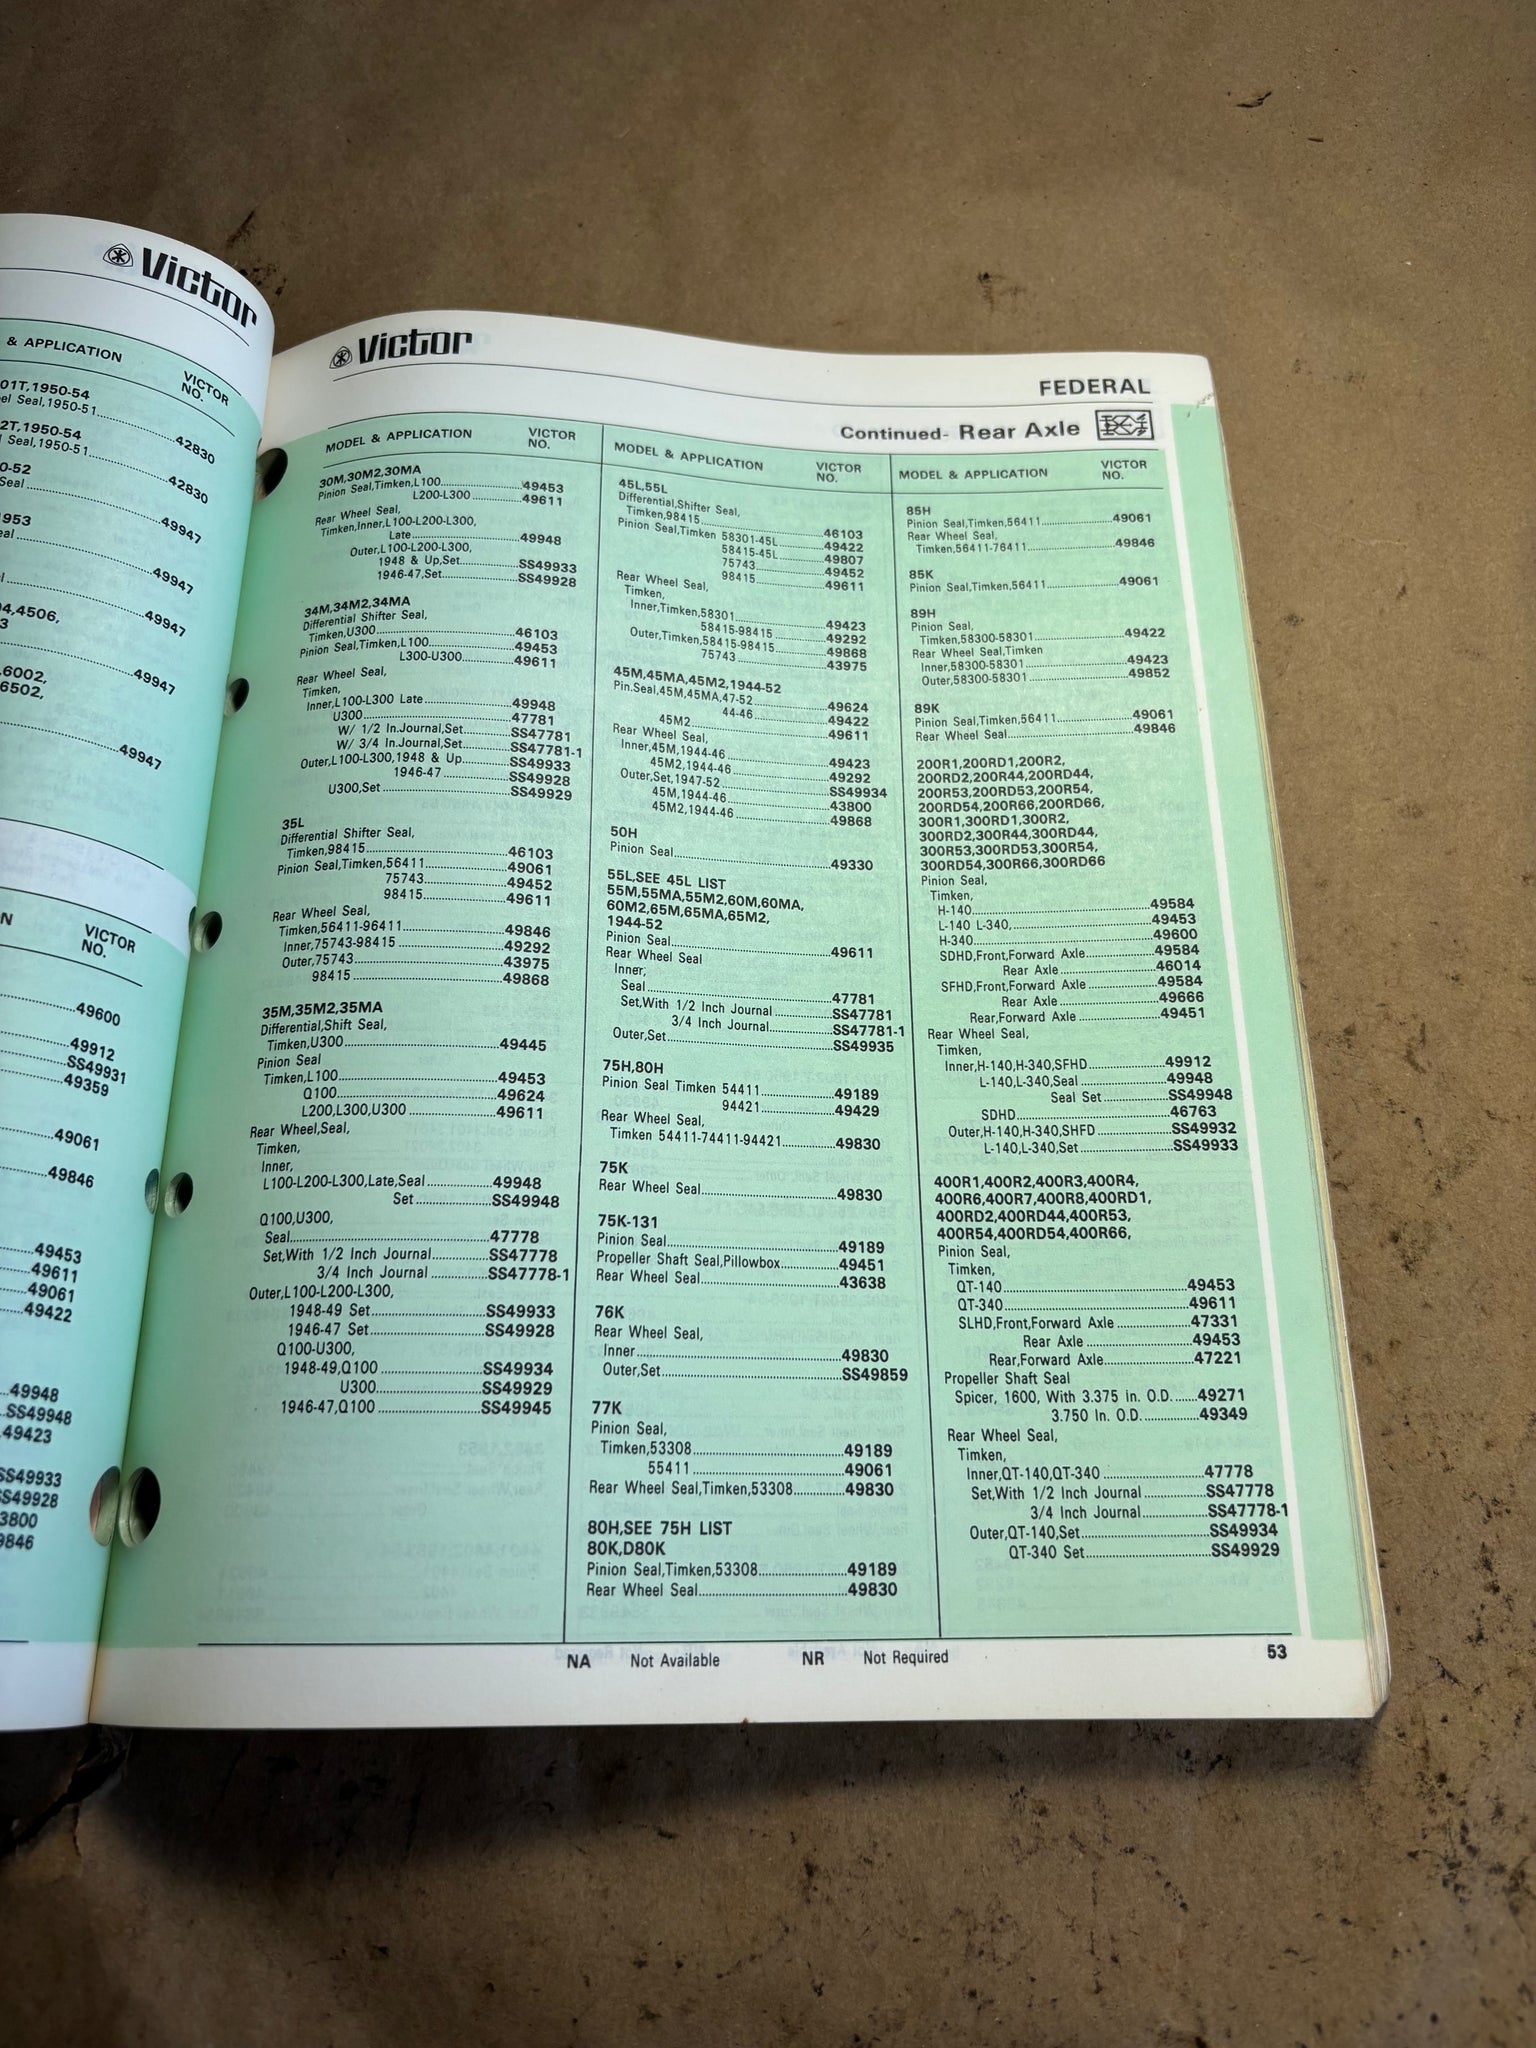 Victor
& APPLICATION
VICTOR
NO.
01T,1950-54
el Seal,1950-51 42830
2T,1950-54
l Seal,1950-51 42830
0-52
Seal 49947
1953
eal 49947
49947
04,4506,
3
49947
,6002,
6502,
49947
N
VICTOR
NO.
49600
49912
SS49931
49359
49061
49846
49453
49611
49061
49422
49948
SS49948
49423
SS49933
SS49928
3800
9846
Victor
FEDERAL
Continued- Rear Axle
MODEL & APPLICATION VICTOR
NO.
30M,30M2,30MA
Pinion Seal,Timken,L100 49453
L200-L300 49611
Rear Wheel Seal,
Timken,Inner,L100-L200-L300,
Late 49948
Outer,L100-L200-L300,
1948 & Up,Set SS49933
1946-47,Set SS49928
34M,34M2,34MA
Differential Shifter Seal,
Timken,U300 46103
Pinion Seal,Timken,L100 49453
L300-U300 49611
Rear Wheel Seal,
Timken,
Inner,L100-L300 Late 49948
U300 47781
W/ 1/2 In.Journal,Set SS47781
W/ 3/4 In.Journal,Set SS47781-1
Outer,L100-L300,1948 & Up SS49933
1946-47 SS49928
U300,Set SS49929
35L
Differential Shifter Seal,
Timken,98415 46103
Pinion Seal,Timken,56411 49061
75743 49452
98415 49611
Rear Wheel Seal,
Timken,56411-96411 49846
Inner,75743-98415 49292
Outer,75743 43975
98415 49868
35M,35M2,35MA
Differential,Shift Seal,
Timken,U300 49445
Pinion Seal
Timken,L100 49453
Q100 49624
L200,L300,U300 49611
Rear Wheel,Seal,
Timken,
Inner,
L100-L200-L300,Late,Seal 49948
Set SS49948
Q100,U300,
Seal 47778
Set,With 1/2 Inch Journal SS47778
3/4 Inch Journal SS47778-1
Outer,L100-L200-L300,
1948-49 Set SS49933
1946-47 Set SS49928
Q100-U300,
1948-49,Q100 SS49934
U300 SS49929
1946-47,Q100 SS49945
MODEL & APPLICATION VICTOR
NO.
45L,55L
Differential,Shifter Seal,
Timken,98415 46103
Pinion Seal,Timken 58301-45L 49422
58415-45L 49807
75743 49452
98415 49611
Rear Wheel Seal,
Timken,
Inner,Timken,58301 49423
58415-98415 49292
Outer,Timken,58415-98415 49868
75743 43975
45M,45MA,45M2,1944-52
Pin.Seal,45M,45MA,47-52 49624
44-46 49422
45M2 49611
Rear Wheel Seal,
Inner,45M,1944-46 49423
45M2,1944-46 49292
Outer,Set,1947-52 SS49934
45M,1944-46 43800
45M2,1944-46 49868
50H
Pinion Seal 49330
55L,SEE 45L LIST
55M,55MA,55M2,60M,60MA,
60M2,65M,65MA,65M2,
1944-52
Pinion Seal 49611
Rear Wheel Seal
Inner,
Seal 47781
Set,With 1/2 Inch Journal SS47781
3/4 Inch Journal SS47781-1
Outer,Set SS49935
75H,80H
Pinion Seal Timken 54411 49189
94421 49429
Rear Wheel Seal,
Timken 54411-74411-94421 49830
75K
Rear Wheel Seal 49830
75K-131
Pinion Seal 49189
Propeller Shaft Seal,Pillowbox 49451
Rear Wheel Seal 43638
76K
Rear Wheel Seal,
Inner 49830
Outer,Set SS49859
77K
Pinion Seal,
Timken,53308 49189
55411 49061
Rear Wheel Seal,Timken,53308 49830
80H,SEE 75H LIST
80K,D80K
Pinion Seal,Timken,53308 49189
Rear Wheel Seal 49830
MODEL & APPLICATION VICTOR
NO.
85H
Pinion Seal,Timken,56411 49061
Rear Wheel Seal,
Timken,56411-76411 49846
85K
Pinion Seal,Timken,56411 49061
89H
Pinion Seal,
Timken,58300-58301 49422
Rear Wheel Seal,Timken
Inner,58300-58301 49423
Outer,58300-58301 49852
89K
Pinion Seal,Timken,56411 49061
Rear Wheel Seal 49846
200R1,200RD1,200R2,
200RD2,200R44,200RD44,
200R53,200RD53,200R54,
200RD54,200R66,200RD66,
300R1,300RD1,300R2,
300RD2,300R44,300RD44,
300R53,300RD53,300R54,
300RD54,300R66,300RD66
Pinion Seal,
Timken,
H-140 49584
L-140 L-340, 49453
H-340 49600
SDHD,Front,Forward Axle 49584
Rear Axle 46014
SFHD,Front,Forward Axle 49584
Rear Axle 49666
Rear,Forward Axle 49451
Rear Wheel Seal,
Timken,
Inner,H-140,H-340,SFHD 49912
L-140,L-340,Seal 49948
Seal Set SS49948
SDHD 46763
Outer,H-140,H-340,SHFD SS49932
L-140,L-340,Set SS49933
400R1,400R2,400R3,400R4,
400R6,400R7,400R8,400RD1,
400RD2,400RD44,400R53,
400R54,400RD54,400R66,
Pinion Seal,
Timken,
QT-140 49453
QT-340 49611
SLHD,Front,Forward Axle 47331
Rear Axle 49453
Rear,Forward Axle 47221
Propeller Shaft Seal
Spicer, 1600, With 3.375 in. O.D. 49271
3.750 In. O.D. 49349
Rear Wheel Seal,
Timken,
Inner,QT-140,QT-340 47778
Set,With 1/2 Inch Journal SS47778
3/4 Inch Journal SS47778-1
Outer,QT-140,Set SS49934
QT-340 Set SS49929
NA Not Available NR Not Required 53